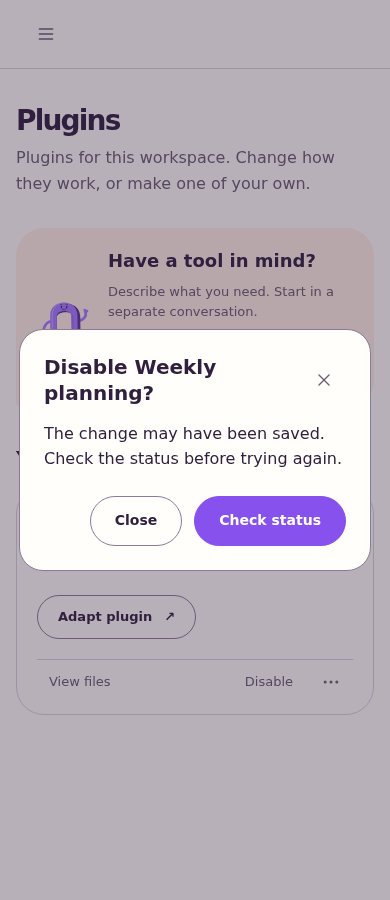 Plugins
Plugins for this workspace. Change how
they work, or make one of your own.
Have a tool in mind?
Describe what you need. Start in a
separate conversation.
Disable Weekly
planning?
The change may have been saved.
Check the status before trying again.
Close
Check status
Adapt plugin ↗
View files
Disable